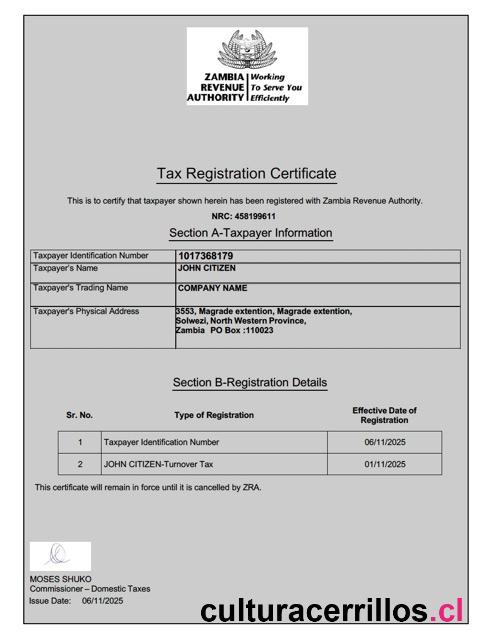 ZAMBIA
REVENUE
AUTHORITY
Working
To Serve You
Efficiently
Tax Registration Certificate
This is to certify that taxpayer shown herein has been registered with Zambia Revenue Authority.
NRC: 458199611
Section A-Taxpayer Information
Taxpayer Identification Number 1017368179
Taxpayer's Name JOHN CITIZEN
Taxpayer's Trading Name COMPANY NAME
Taxpayer's Physical Address 3553, Magrade extention, Magrade extention,
Solwezi, North Western Province,
Zambia PO Box :110023
Section B-Registration Details
Sr. No. Type of Registration Effective Date of Registration
1 Taxpayer Identification Number 06/11/2025
2 JOHN CITIZEN-Turnover Tax 01/11/2025
This certificate will remain in force until it is cancelled by ZRA.
MOSES SHUKO
Commissioner – Domestic Taxes
Issue Date: 06/11/2025
culturacerrillos.cl